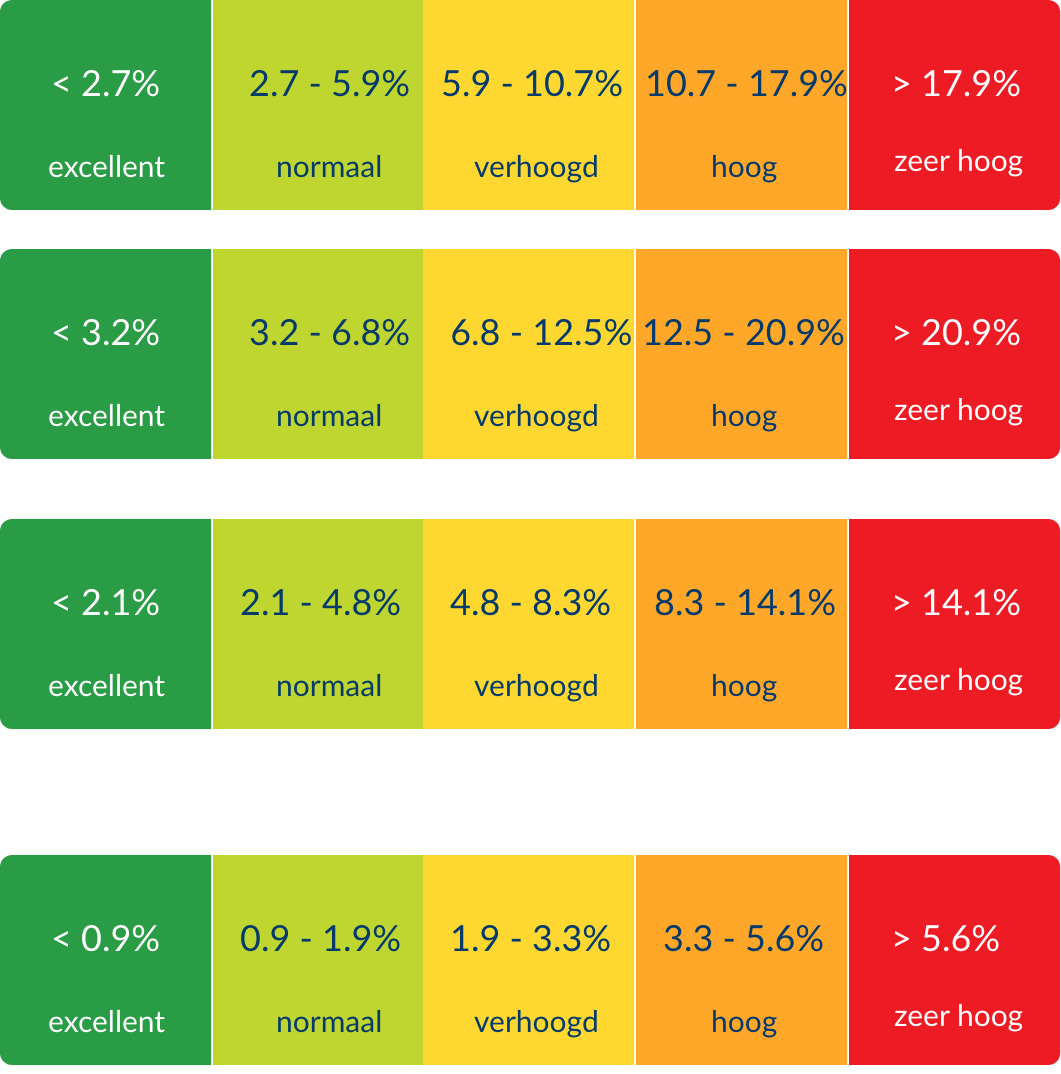 < 2.7% 2.7 - 5.9% 5.9 - 10.7% 10.7 - 17.9% > 17.9%
excellent normaal verhoogd hoog zeer hoog
< 3.2% 3.2 - 6.8% 6.8 - 12.5% 12.5 - 20.9% > 20.9%
excellent normaal verhoogd hoog zeer hoog
< 2.1% 2.1 - 4.8% 4.8 - 8.3% 8.3 - 14.1% > 14.1%
excellent normaal verhoogd hoog zeer hoog
< 0.9% 0.9 - 1.9% 1.9 - 3.3% 3.3 - 5.6% > 5.6%
excellent normaal verhoogd hoog zeer hoog